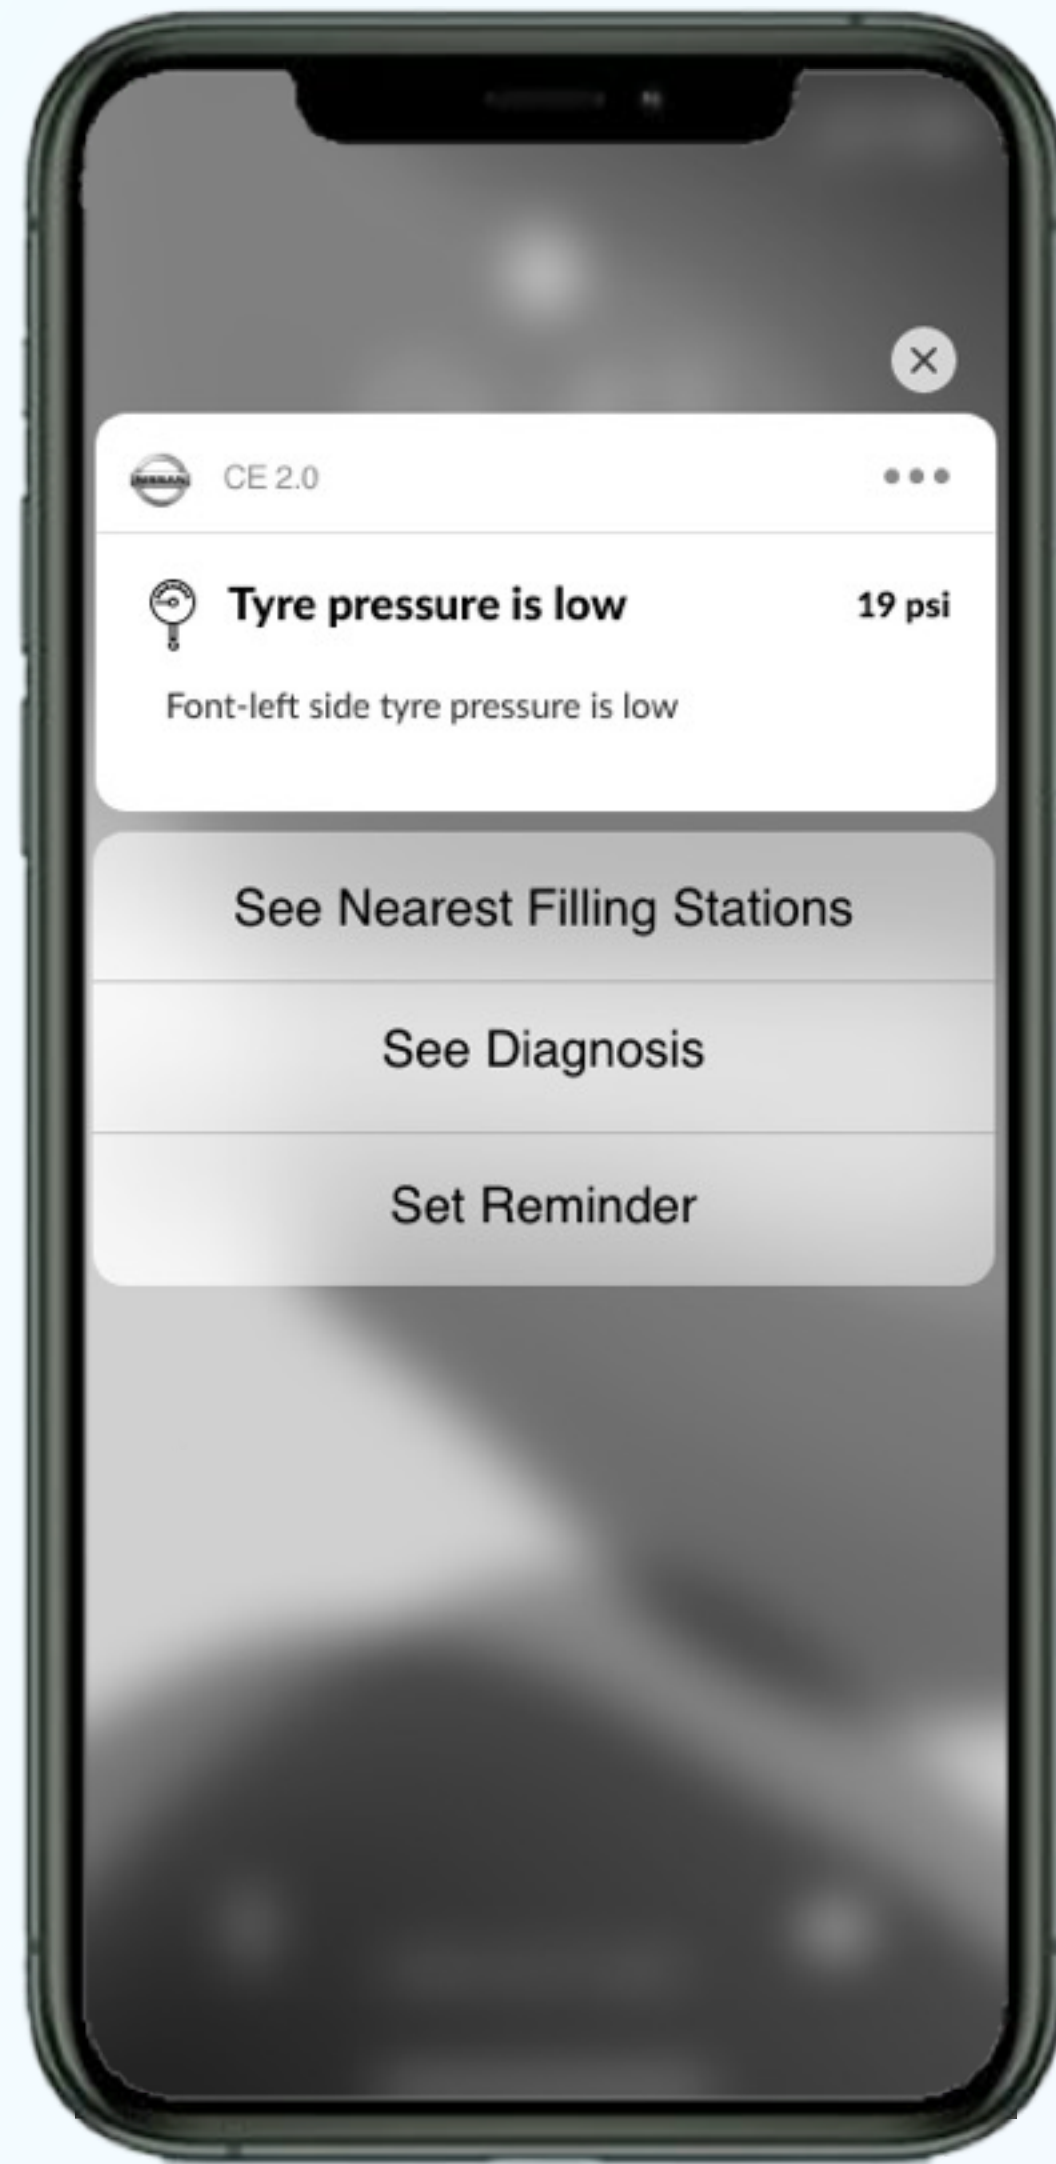 NISSAN
CE 2.0
Tyre pressure is low
19 psi
Font-left side tyre pressure is low
See Nearest Filling Stations
See Diagnosis
Set Reminder